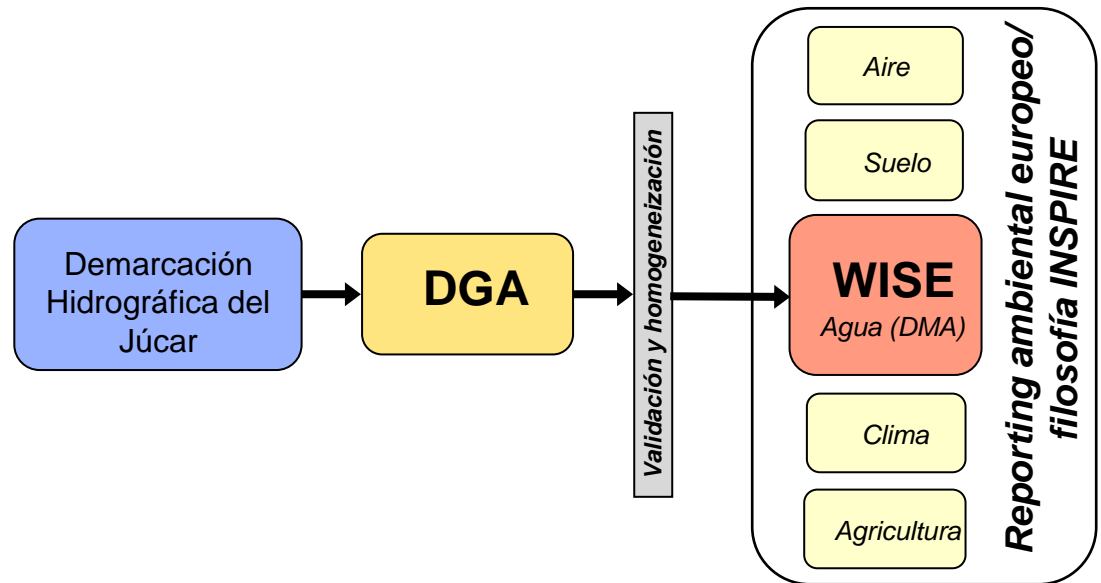 Demarcación
Hidrográfica del
Júcar
DGA
Validación y homogeneización
Aire
Suelo
WISE
Agua (DMA)
Clima
Agricultura
Reporting ambiental europeo/
filosofía INSPIRE